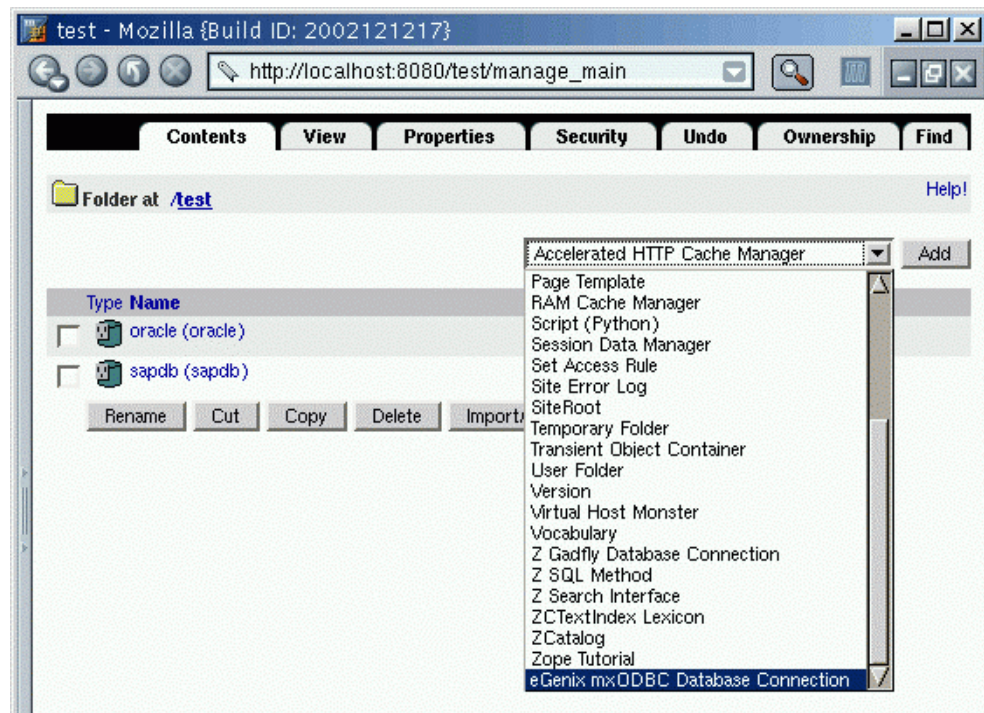 test - Mozilla {Build ID: 2002121217}
http://localhost:8080/test/manage_main
Contents View Properties Security Undo Ownership Find
Folder at /test
Help!
Accelerated HTTP Cache Manager Add
Type Name
oracle (oracle)
sapdb (sapdb)
Rename Cut Copy Delete Import/
Page Template
RAM Cache Manager
Script (Python)
Session Data Manager
Set Access Rule
Site Error Log
SiteRoot
Temporary Folder
Transient Object Container
User Folder
Version
Virtual Host Monster
Vocabulary
Z Gadfly Database Connection
Z SQL Method
Z Search Interface
ZCTextIndex Lexicon
ZCatalog
Zope Tutorial
eGenix mxODBC Database Connection